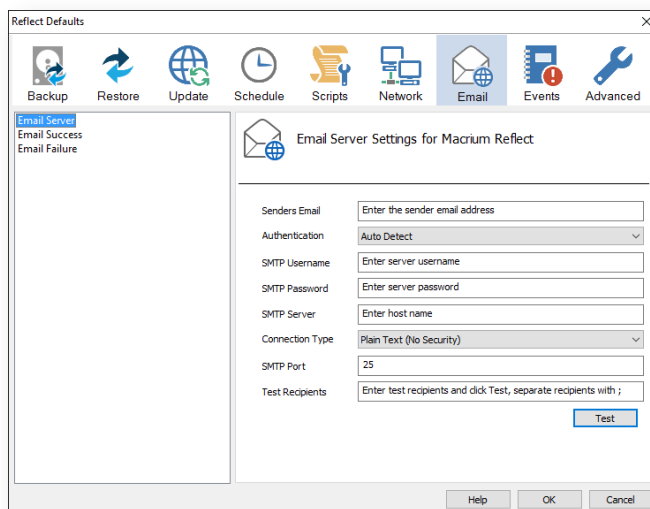 Reflect Defaults
Backup Restore Update Schedule Scripts Network Email Events Advanced
Email Server
Email Success
Email Failure
Email Server Settings for Macrium Reflect
Senders Email Enter the sender email address
Authentication Auto Detect
SMTP Username Enter server username
SMTP Password Enter server password
SMTP Server Enter host name
Connection Type Plain Text (No Security)
SMTP Port 25
Test Recipients Enter test recipients and click Test, separate recipients with ;
Test
Help OK Cancel